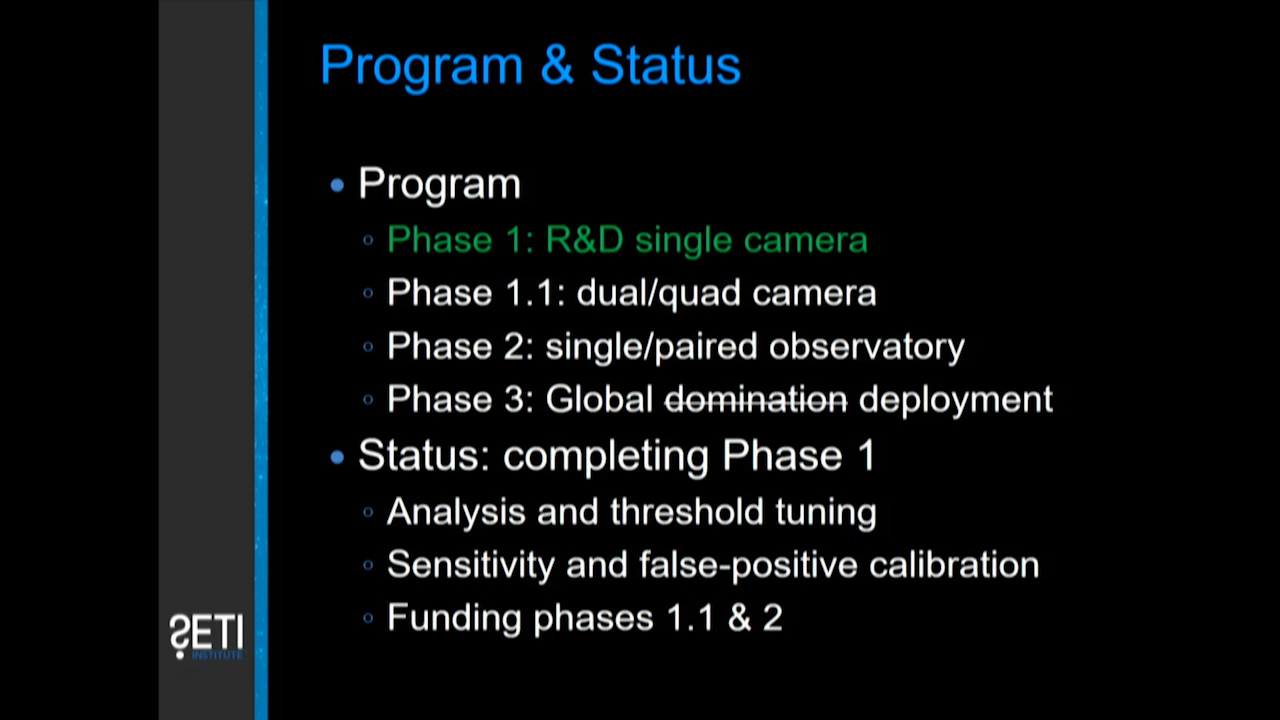 Program & Status
• Program
○ Phase 1: R&D single camera
○ Phase 1.1: dual/quad camera
○ Phase 2: single/paired observatory
○ Phase 3: Global domination deployment
• Status: completing Phase 1
○ Analysis and threshold tuning
○ Sensitivity and false-positive calibration
○ Funding phases 1.1 & 2
SETI
INSTITUTE